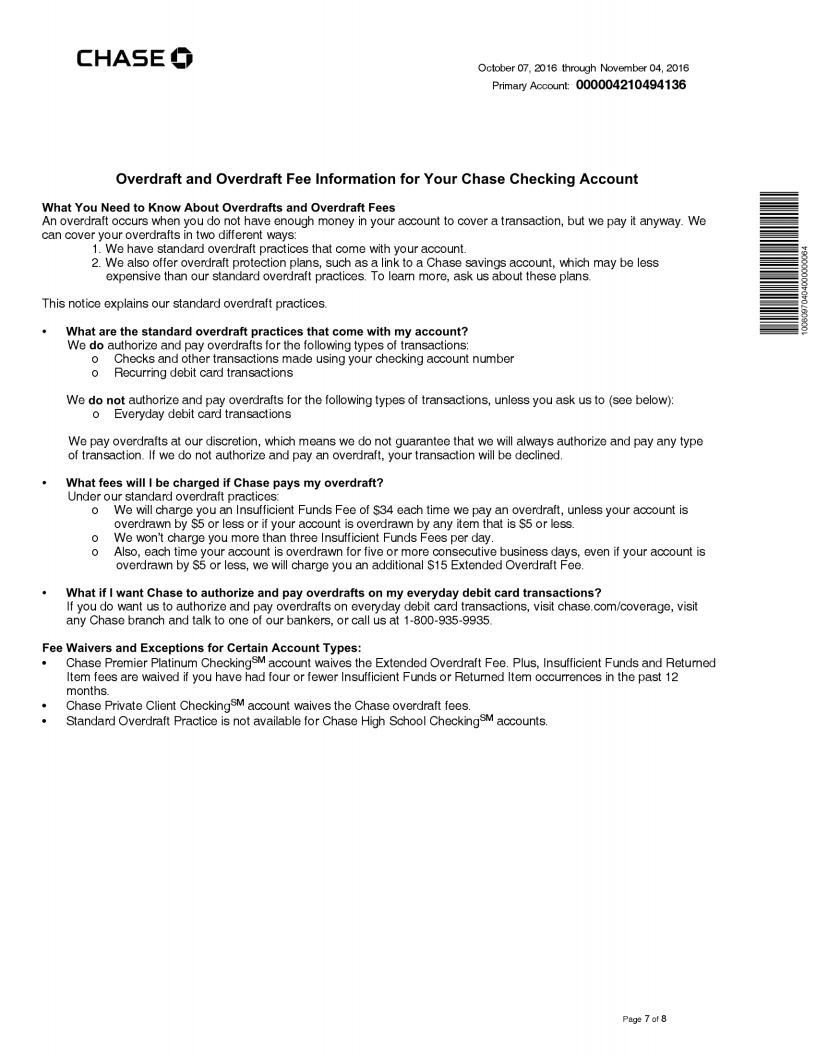 CHASE
October 07, 2016 through November 04, 2016
Primary Account: 000004210494136
Overdraft and Overdraft Fee Information for Your Chase Checking Account
What You Need to Know About Overdrafts and Overdraft Fees
An overdraft occurs when you do not have enough money in your account to cover a transaction, but we pay it anyway. We
can cover your overdrafts in two different ways:
1. We have standard overdraft practices that come with your account.
2. We also offer overdraft protection plans, such as a link to a Chase savings account, which may be less
expensive than our standard overdraft practices. To learn more, ask us about these plans.
This notice explains our standard overdraft practices.
• What are the standard overdraft practices that come with my account?
We do authorize and pay overdrafts for the following types of transactions:
o Checks and other transactions made using your checking account number
o Recurring debit card transactions
We do not authorize and pay overdrafts for the following types of transactions, unless you ask us to (see below):
o Everyday debit card transactions
We pay overdrafts at our discretion, which means we do not guarantee that we will always authorize and pay any type
of transaction. If we do not authorize and pay an overdraft, your transaction will be declined.
• What fees will I be charged if Chase pays my overdraft?
Under our standard overdraft practices:
o We will charge you an Insufficient Funds Fee of $34 each time we pay an overdraft, unless your account is
overdrawn by $5 or less or if your account is overdrawn by any item that is $5 or less.
o We won't charge you more than three Insufficient Funds Fees per day.
o Also, each time your account is overdrawn for five or more consecutive business days, even if your account is
overdrawn by $5 or less, we will charge you an additional $15 Extended Overdraft Fee.
• What if I want Chase to authorize and pay overdrafts on my everyday debit card transactions?
If you do want us to authorize and pay overdrafts on everyday debit card transactions, visit chase.com/coverage, visit
any Chase branch and talk to one of our bankers, or call us at 1-800-935-9935.
Fee Waivers and Exceptions for Certain Account Types:
• Chase Premier Platinum Checking℠ account waives the Extended Overdraft Fee. Plus, Insufficient Funds and Returned
Item fees are waived if you have had four or fewer Insufficient Funds or Returned Item occurrences in the past 12
months.
• Chase Private Client Checking℠ account waives the Chase overdraft fees.
• Standard Overdraft Practice is not available for Chase High School Checking℠ accounts.
10080970404000000064
Page 7 of 8